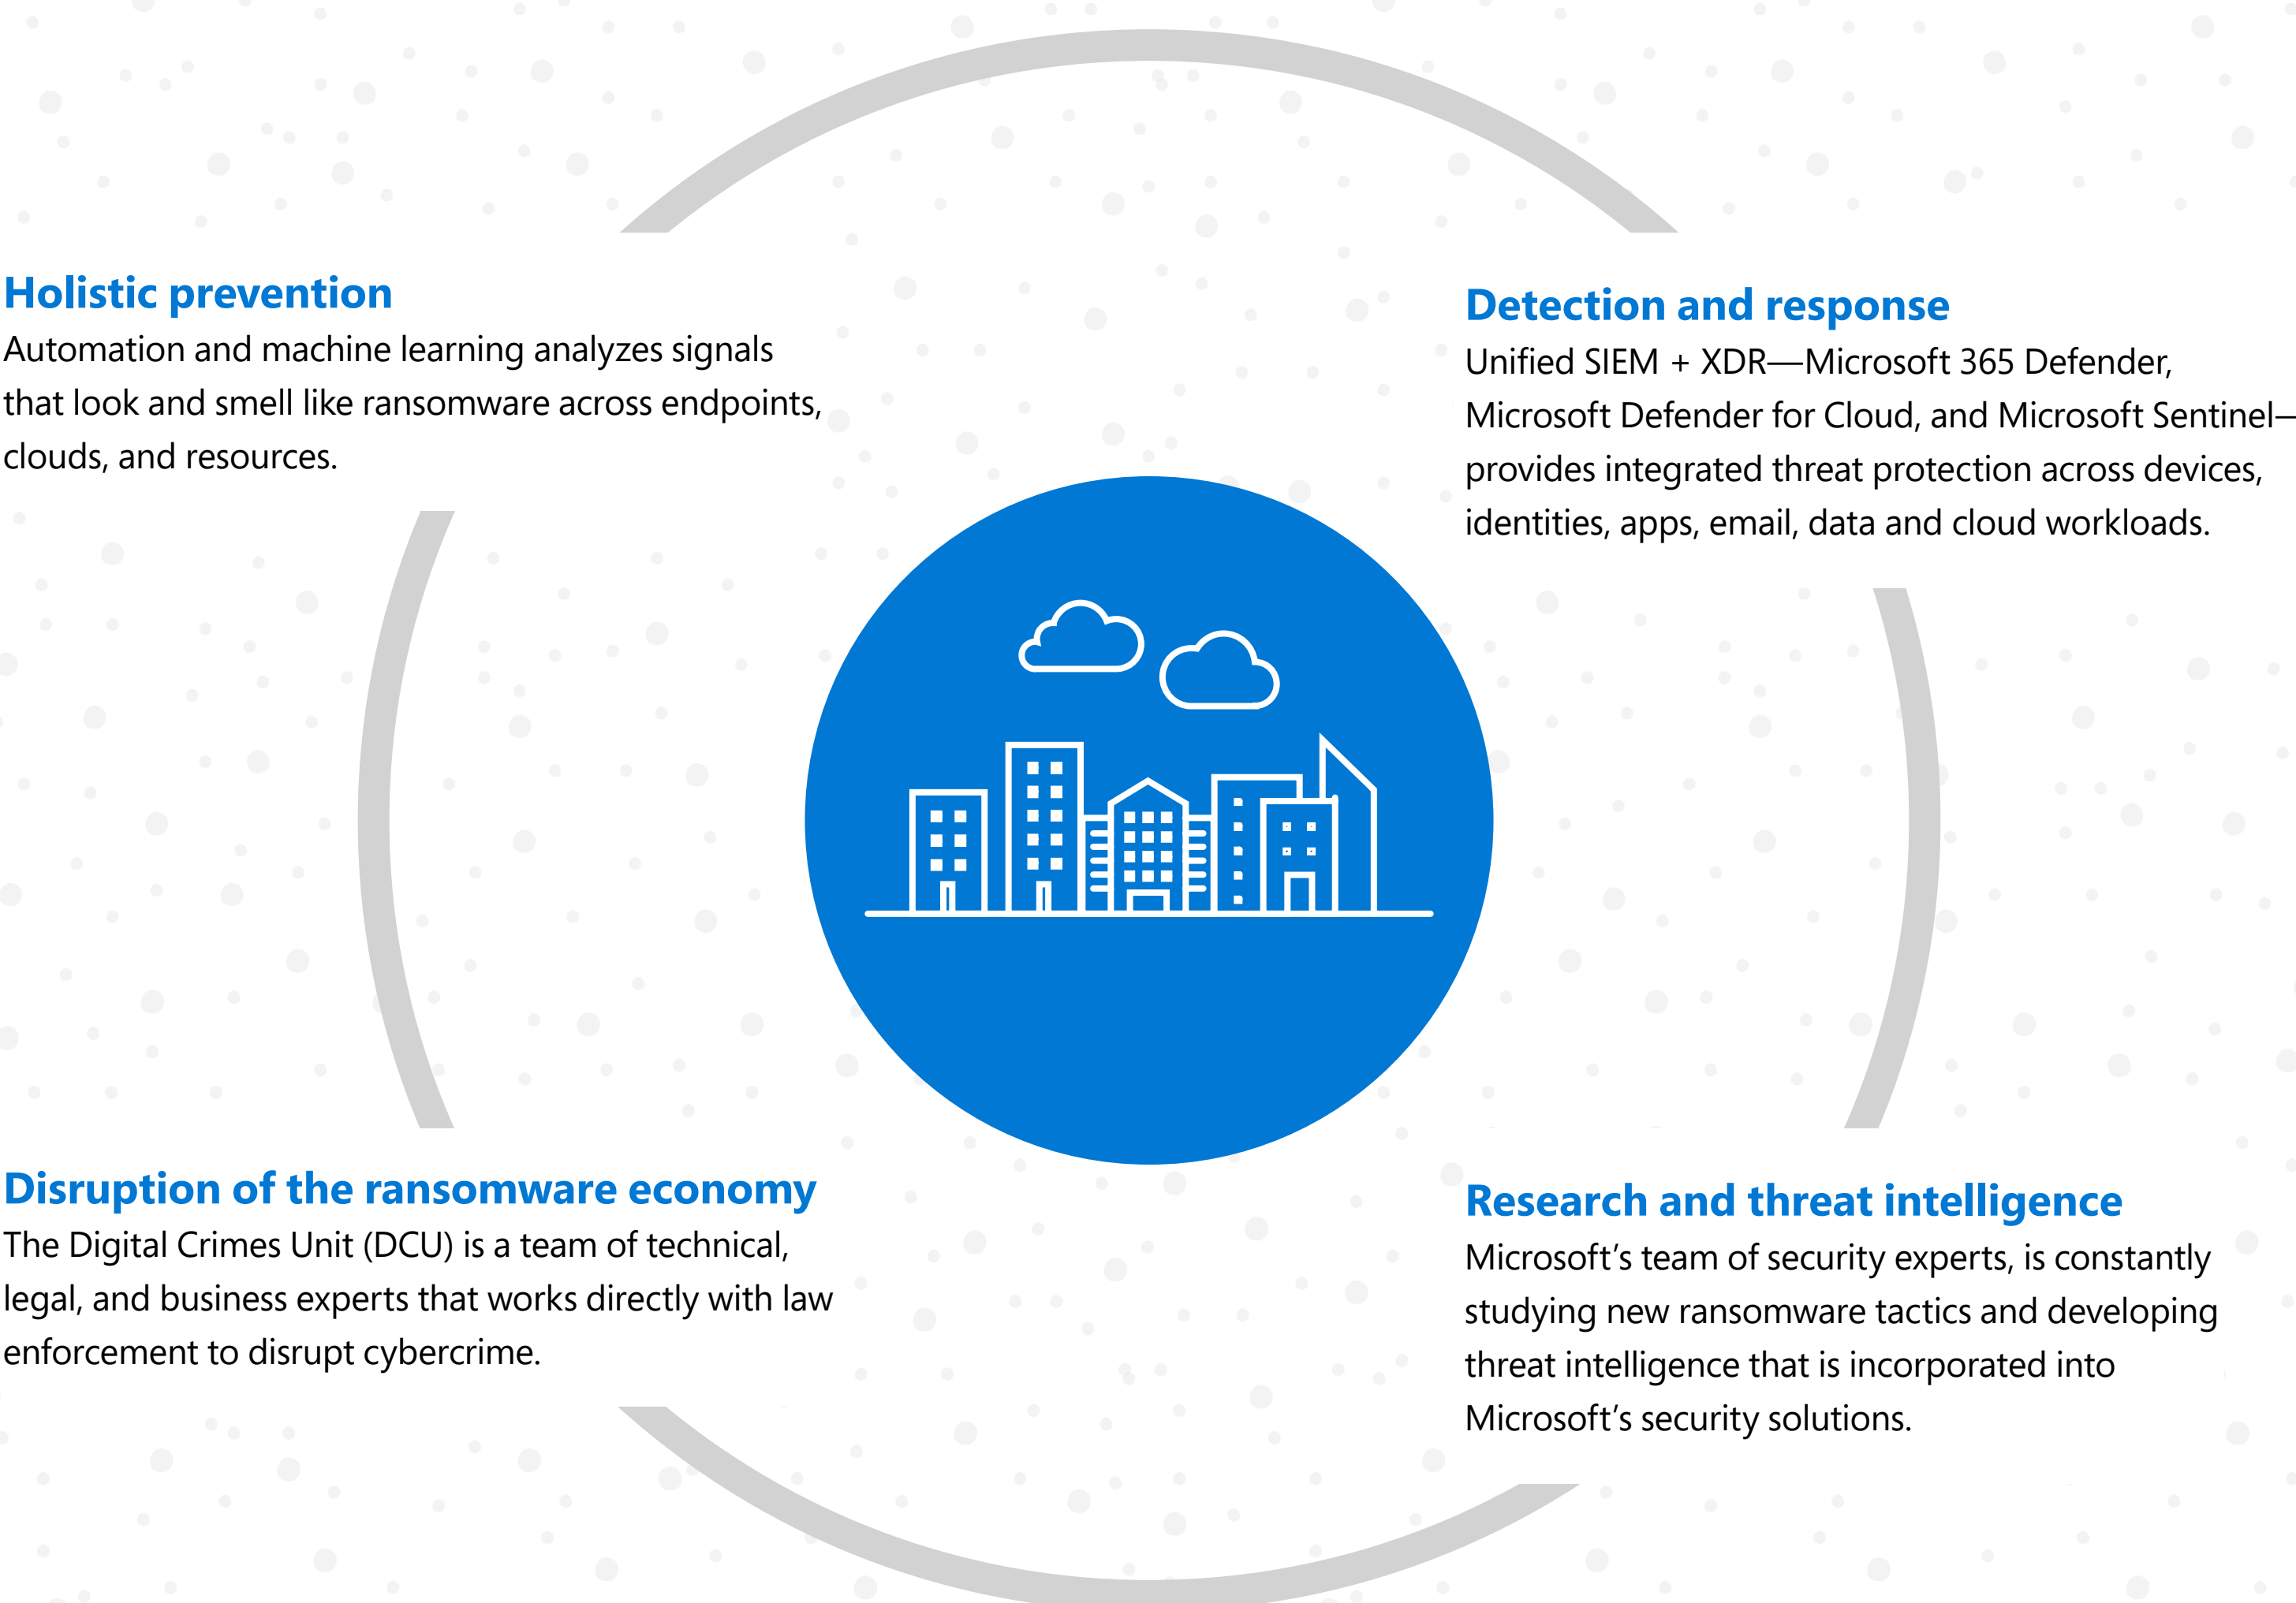 Holistic prevention
Automation and machine learning analyzes signals
that look and smell like ransomware across endpoints,
clouds, and resources.
Detection and response
Unified SIEM + XDR—Microsoft 365 Defender,
Microsoft Defender for Cloud, and Microsoft Sentinel—
provides integrated threat protection across devices,
identities, apps, email, data and cloud workloads.
Disruption of the ransomware economy
The Digital Crimes Unit (DCU) is a team of technical,
legal, and business experts that works directly with law
enforcement to disrupt cybercrime.
Research and threat intelligence
Microsoft’s team of security experts, is constantly
studying new ransomware tactics and developing
threat intelligence that is incorporated into
Microsoft’s security solutions.